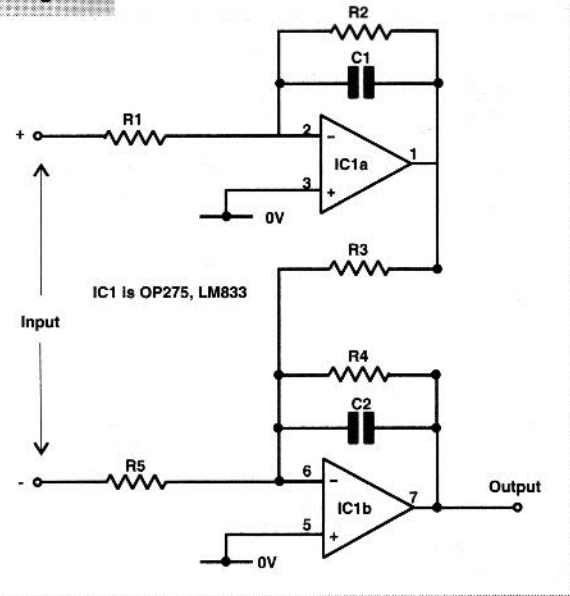 R2
C1
R1
+
2
−
IC1a
1
3
+
0V
R3
IC1 is OP275, LM833
Input
R4
C2
R5
-
6
−
IC1b
7
Output
5
+
0V